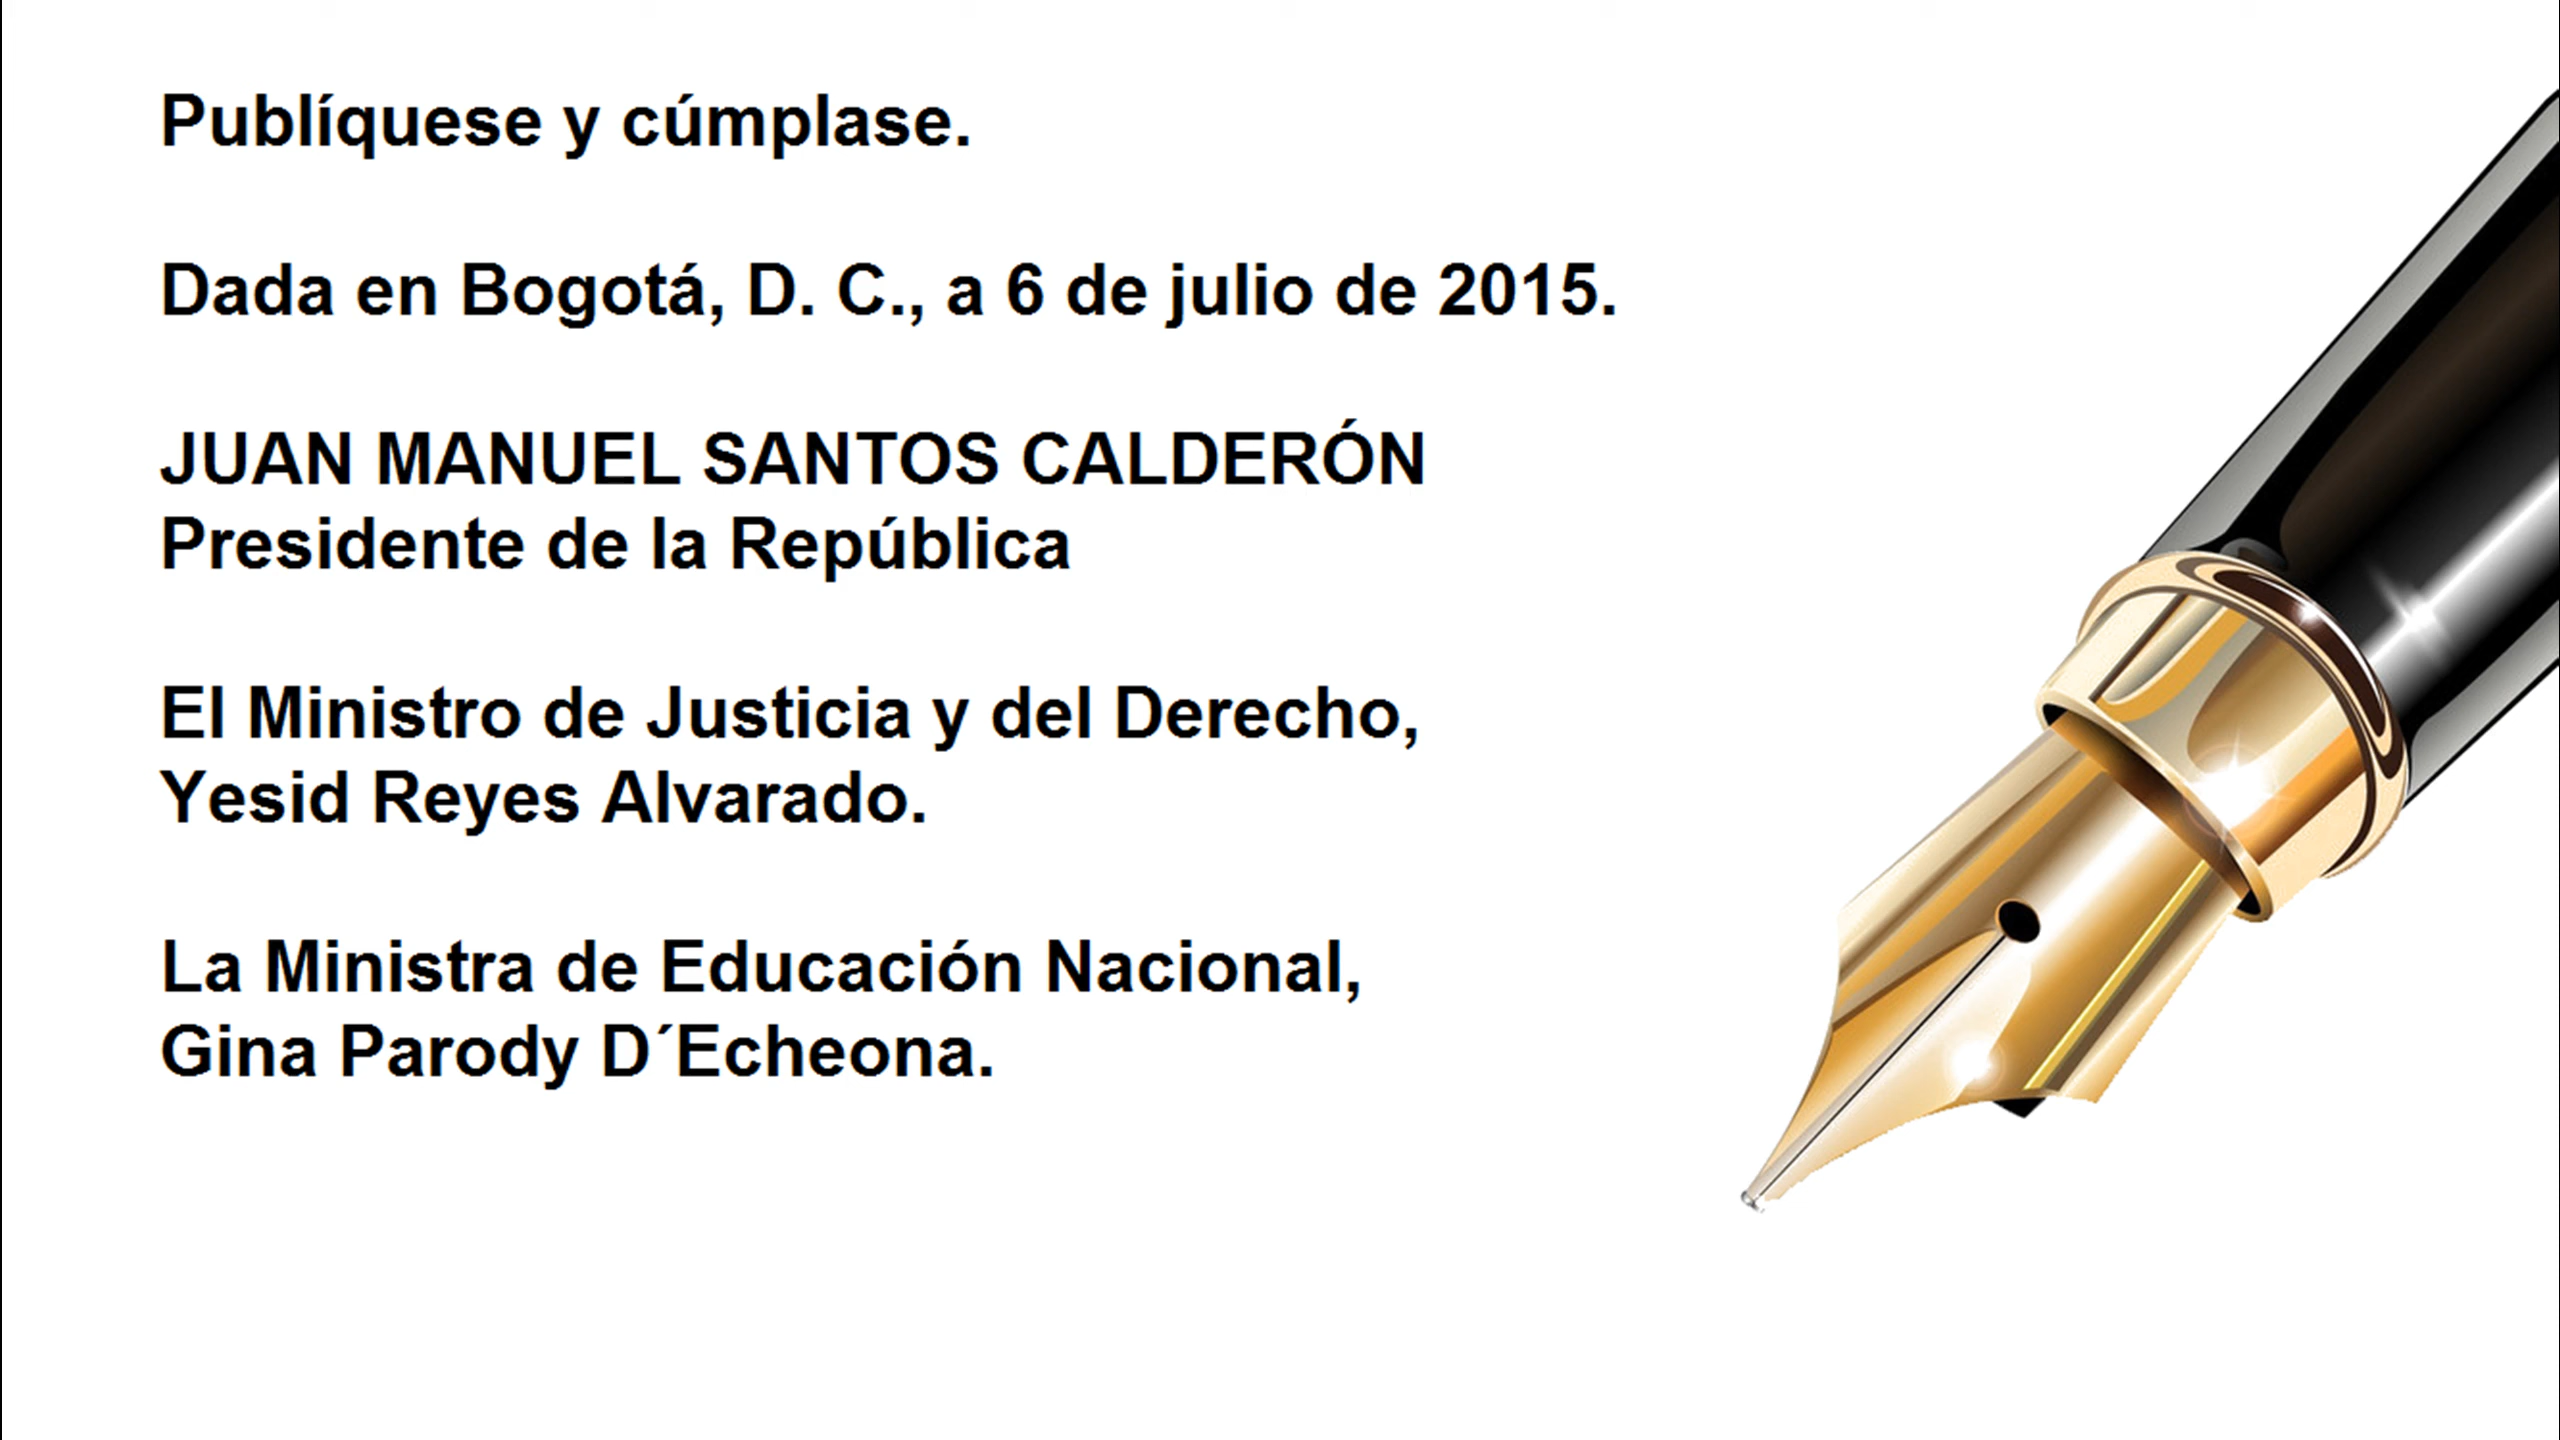 Publíquese y cúmplase.
Dada en Bogotá, D. C., a 6 de julio de 2015.
JUAN MANUEL SANTOS CALDERÓN
Presidente de la República
El Ministro de Justicia y del Derecho,
Yesid Reyes Alvarado.
La Ministra de Educación Nacional,
Gina Parody D´Echeona.